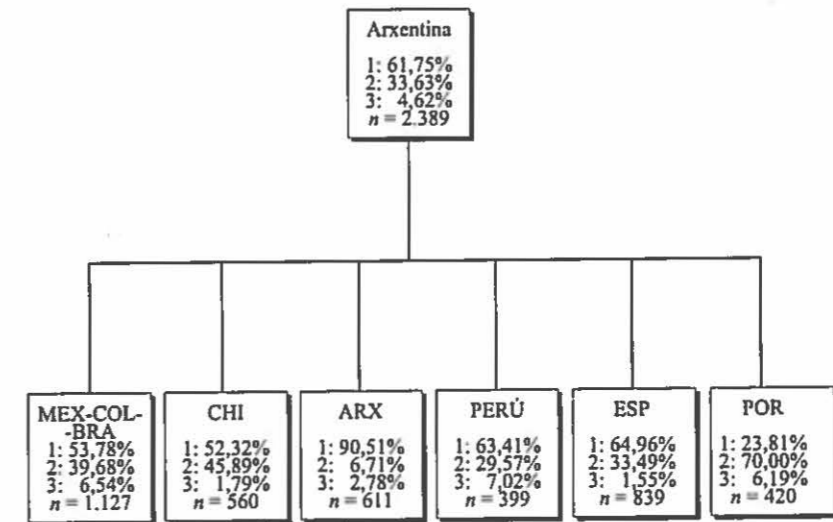 Arxentina
1: 61,75%
2: 33,63%
3: 4,62%
n = 2.389
MEX-COL-
-BRA
1: 53,78%
2: 39,68%
3: 6,54%
n = 1.127
CHI
1: 52,32%
2: 45,89%
3: 1,79%
n = 560
ARX
1: 90,51%
2: 6,71%
3: 2,78%
n = 611
PERÚ
1: 63,41%
2: 29,57%
3: 7,02%
n = 399
ESP
1: 64,96%
2: 33,49%
3: 1,55%
n = 839
POR
1: 23,81%
2: 70,00%
3: 6,19%
n = 420